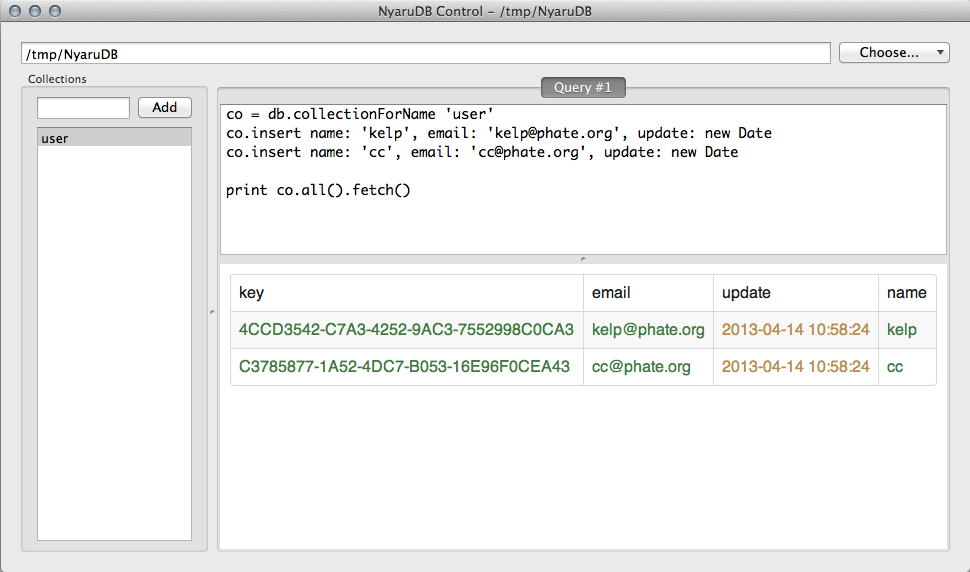 NyaruDB Control – /tmp/NyaruDB
/tmp/NyaruDB
Choose...
Collections
Add
user
Query #1
co = db.collectionForName 'user'
co.insert name: 'kelp', email: 'kelp@phate.org', update: new Date
co.insert name: 'cc', email: 'cc@phate.org', update: new Date
print co.all().fetch()
key email update name
4CCD3542-C7A3-4252-9AC3-7552998C0CA3 kelp@phate.org 2013-04-14 10:58:24 kelp
C3785877-1A52-4DC7-B053-16E96F0CEA43 cc@phate.org 2013-04-14 10:58:24 cc